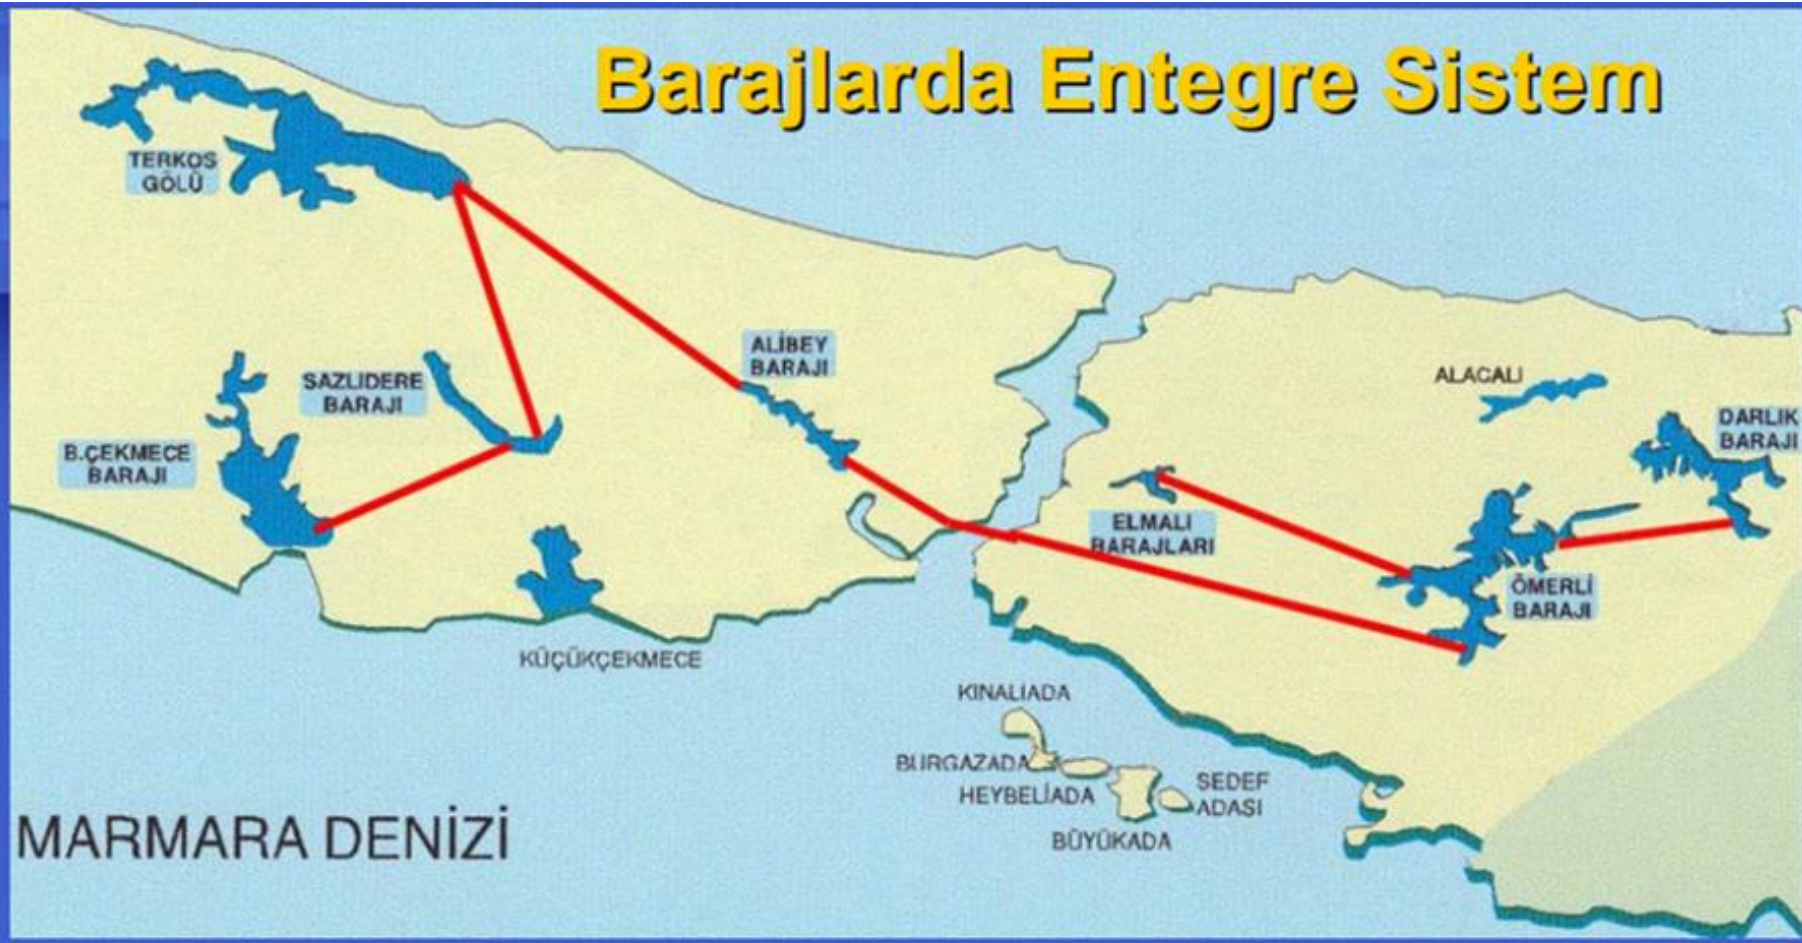 Barajlarda Entegre Sistem
TERKOS
GÖLÜ
ALİBEY
BARAJI
SAZLIDERE
BARAJI
B.ÇEKMECE
BARAJI
ALACALI
DARLIK
BARAJI
ELMALI
BARAJLARI
ÖMERLİ
BARAJI
KÜÇÜKÇEKMECE
KINALIADA
BURGAZADA
HEYBELİADA
SEDEF
ADASI
BÜYÜKADA
MARMARA DENİZİ